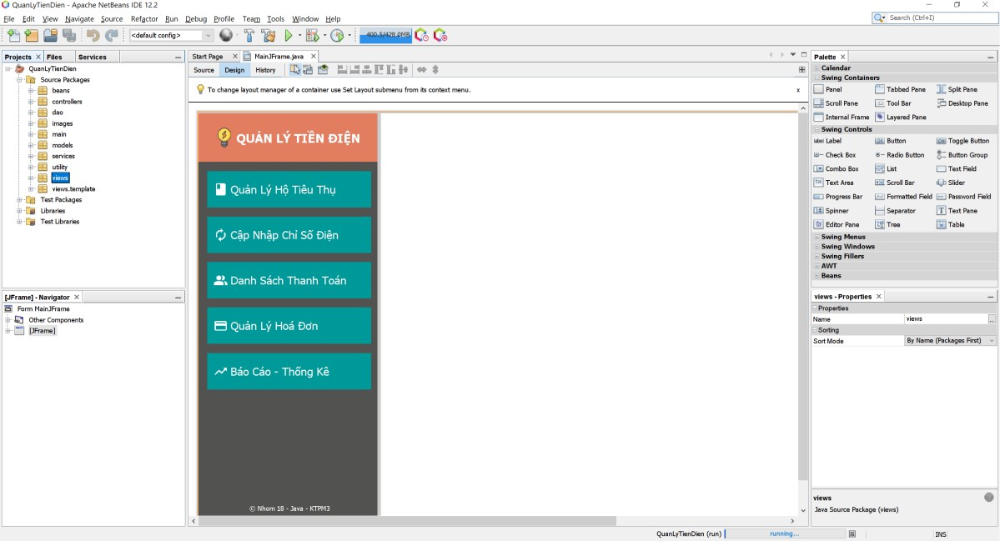 QuanLyTienDien - Apache NetBeans IDE 12.2
File Edit View Navigate Source Refactor Run Debug Profile Team Tools Window Help
Search (Ctrl+I)
<default config>
400.5/428.0MB
Projects Files Services
QuanLyTienDien
Source Packages
beans
controllers
dao
images
main
models
services
utility
views
views.template
Test Packages
Libraries
Test Libraries
[JFrame] - Navigator
Form MainJFrame
Other Components
[JFrame]
Start Page MainJFrame.java
Source Design History
To change layout manager of a container use Set Layout submenu from its context menu.
x
QUẢN LÝ TIỀN ĐIỆN
Quản Lý Hộ Tiêu Thụ
Cập Nhập Chỉ Số Điện
Danh Sách Thanh Toán
Quản Lý Hoá Đơn
Báo Cáo - Thống Kê
© Nhom 18 - Java - KTPM3
Palette
Calendar
Swing Containers
Panel Tabbed Pane Split Pane
Scroll Pane Tool Bar Desktop Pane
Internal Frame Layered Pane
Swing Controls
Label Button Toggle Button
Check Box Radio Button Button Group
Combo Box List Text Field
Text Area Scroll Bar Slider
Progress Bar Formatted Field Password Field
Spinner Separator Text Pane
Editor Pane Tree Table
Swing Menus
Swing Windows
Swing Fillers
AWT
Beans
views - Properties
Properties
Name views
...
Sorting
Sort Mode By Name (Packages First)
views
Java Source Package (views)
QuanLyTienDien (run) running... INS